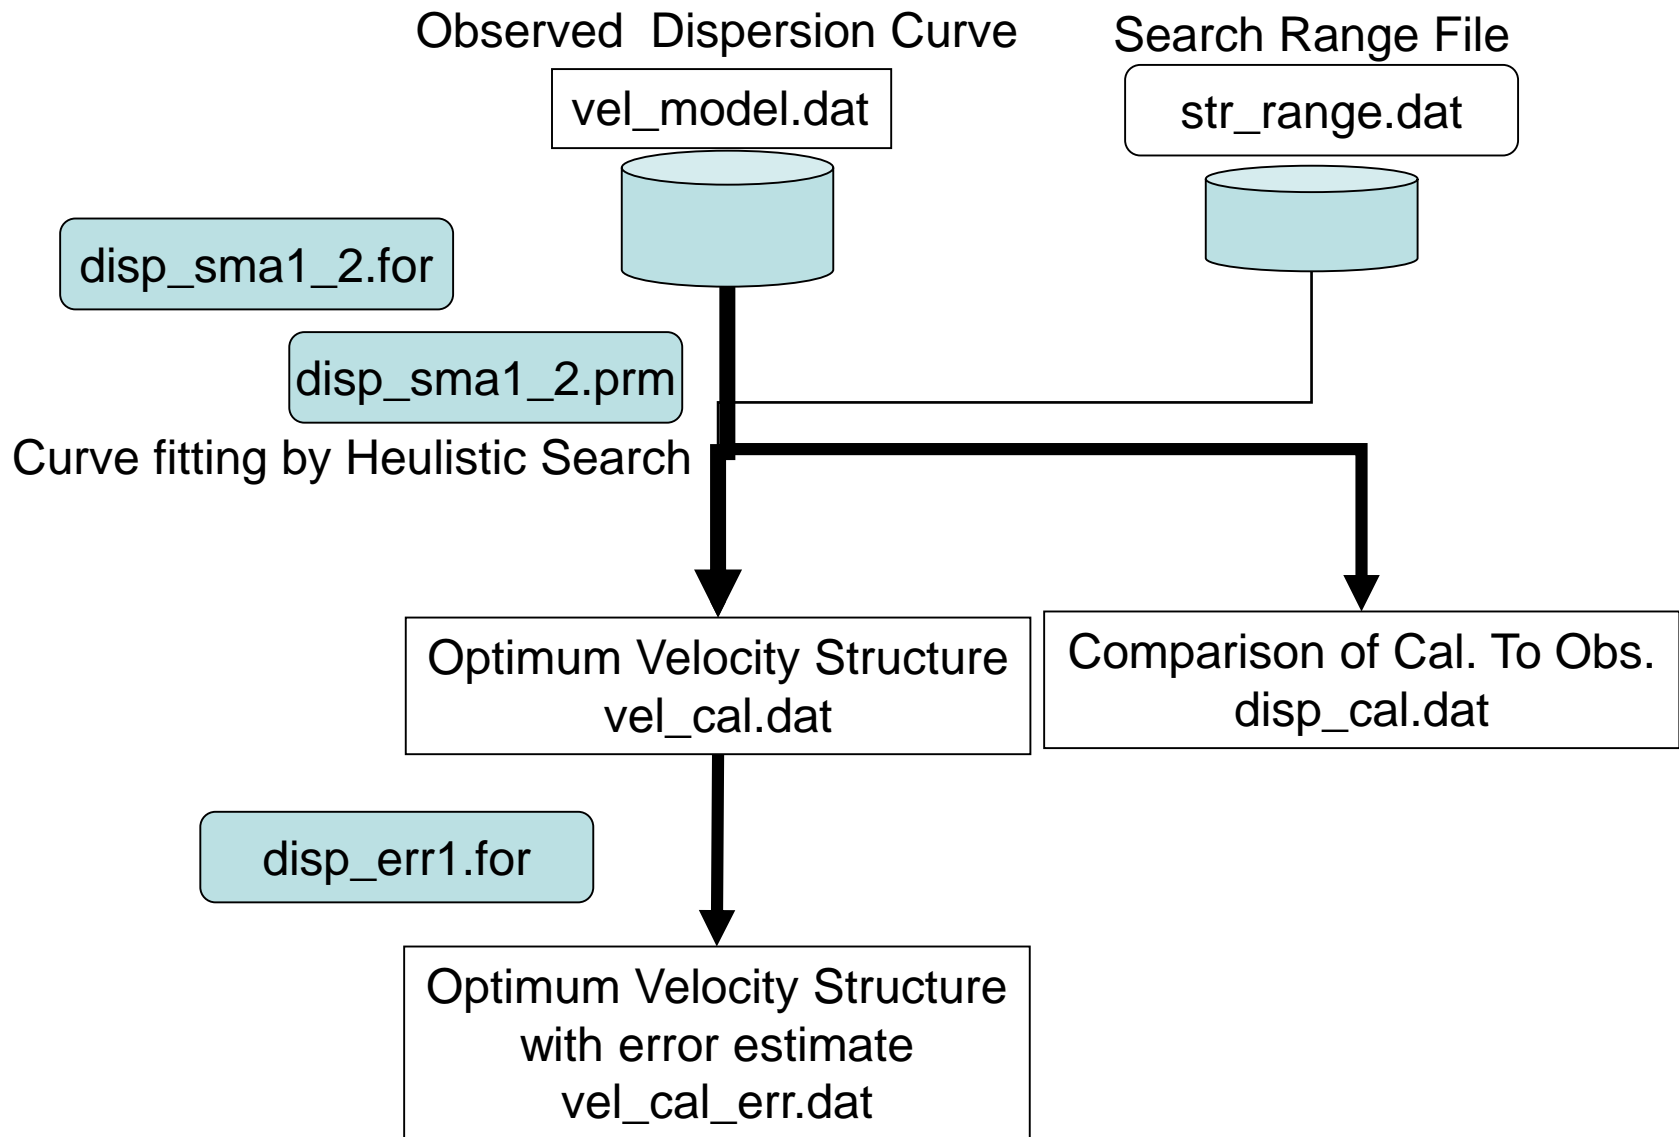 Observed  Dispersion Curve
Search Range File
vel_model.dat
str_range.dat
disp_sma1_2.for
disp_sma1_2.prm
Curve fitting by Heulistic Search
Optimum Velocity Structure
vel_cal.dat
Comparison of Cal. To Obs.
disp_cal.dat
disp_err1.for
Optimum Velocity Structure
with error estimate
vel_cal_err.dat